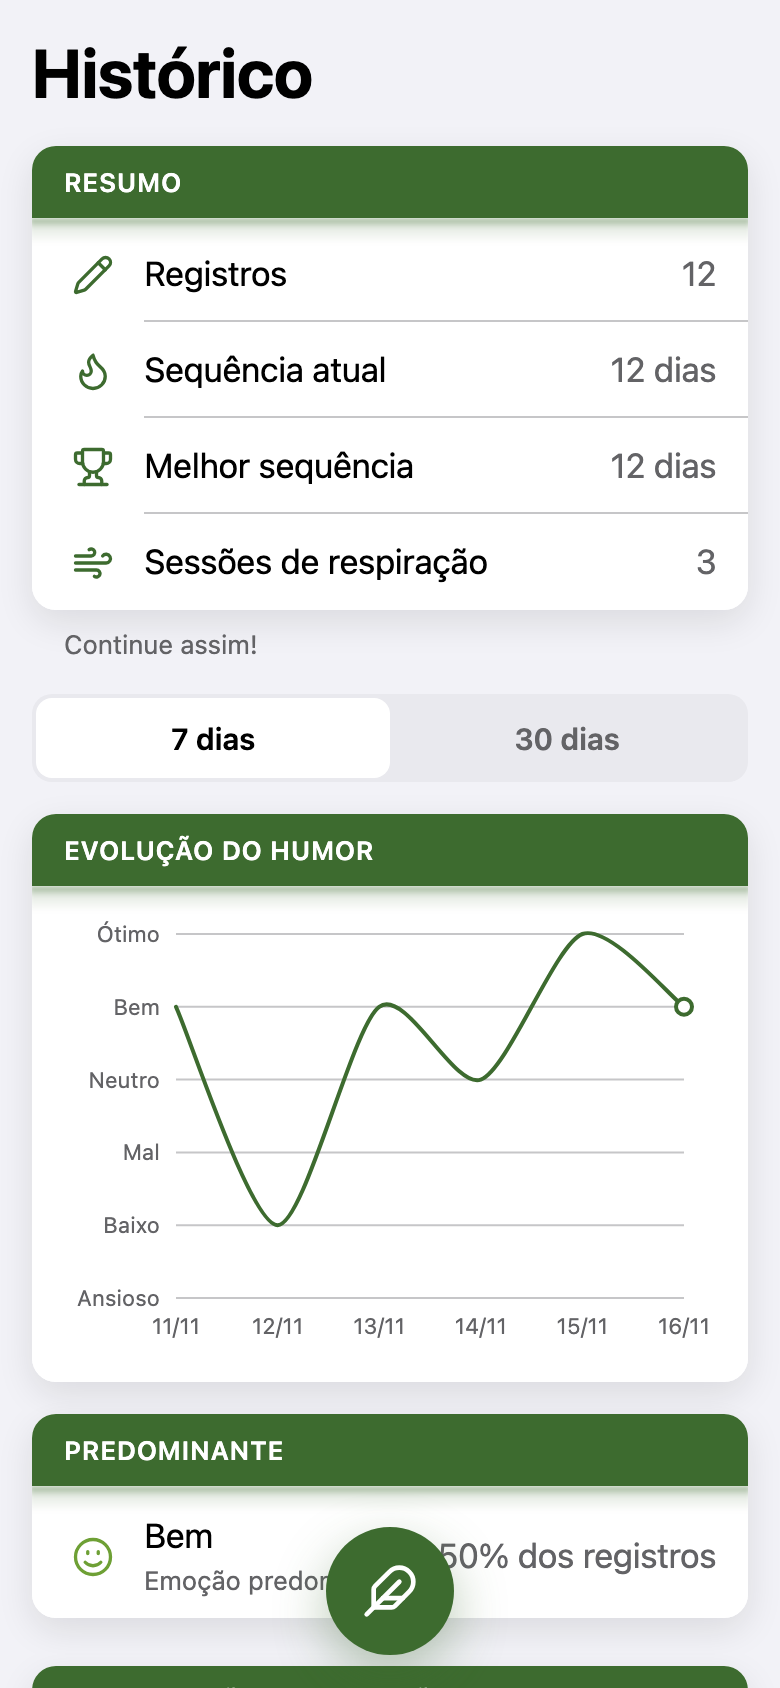 Histórico
RESUMO
Registros 12
Sequência atual 12 dias
Melhor sequência 12 dias
Sessões de respiração 3
Continue assim!
7 dias 30 dias
EVOLUÇÃO DO HUMOR
Ótimo
Bem
Neutro
Mal
Baixo
Ansioso
11/11 12/11 13/11 14/11 15/11 16/11
PREDOMINANTE
Bem
50% dos registros
Emoção